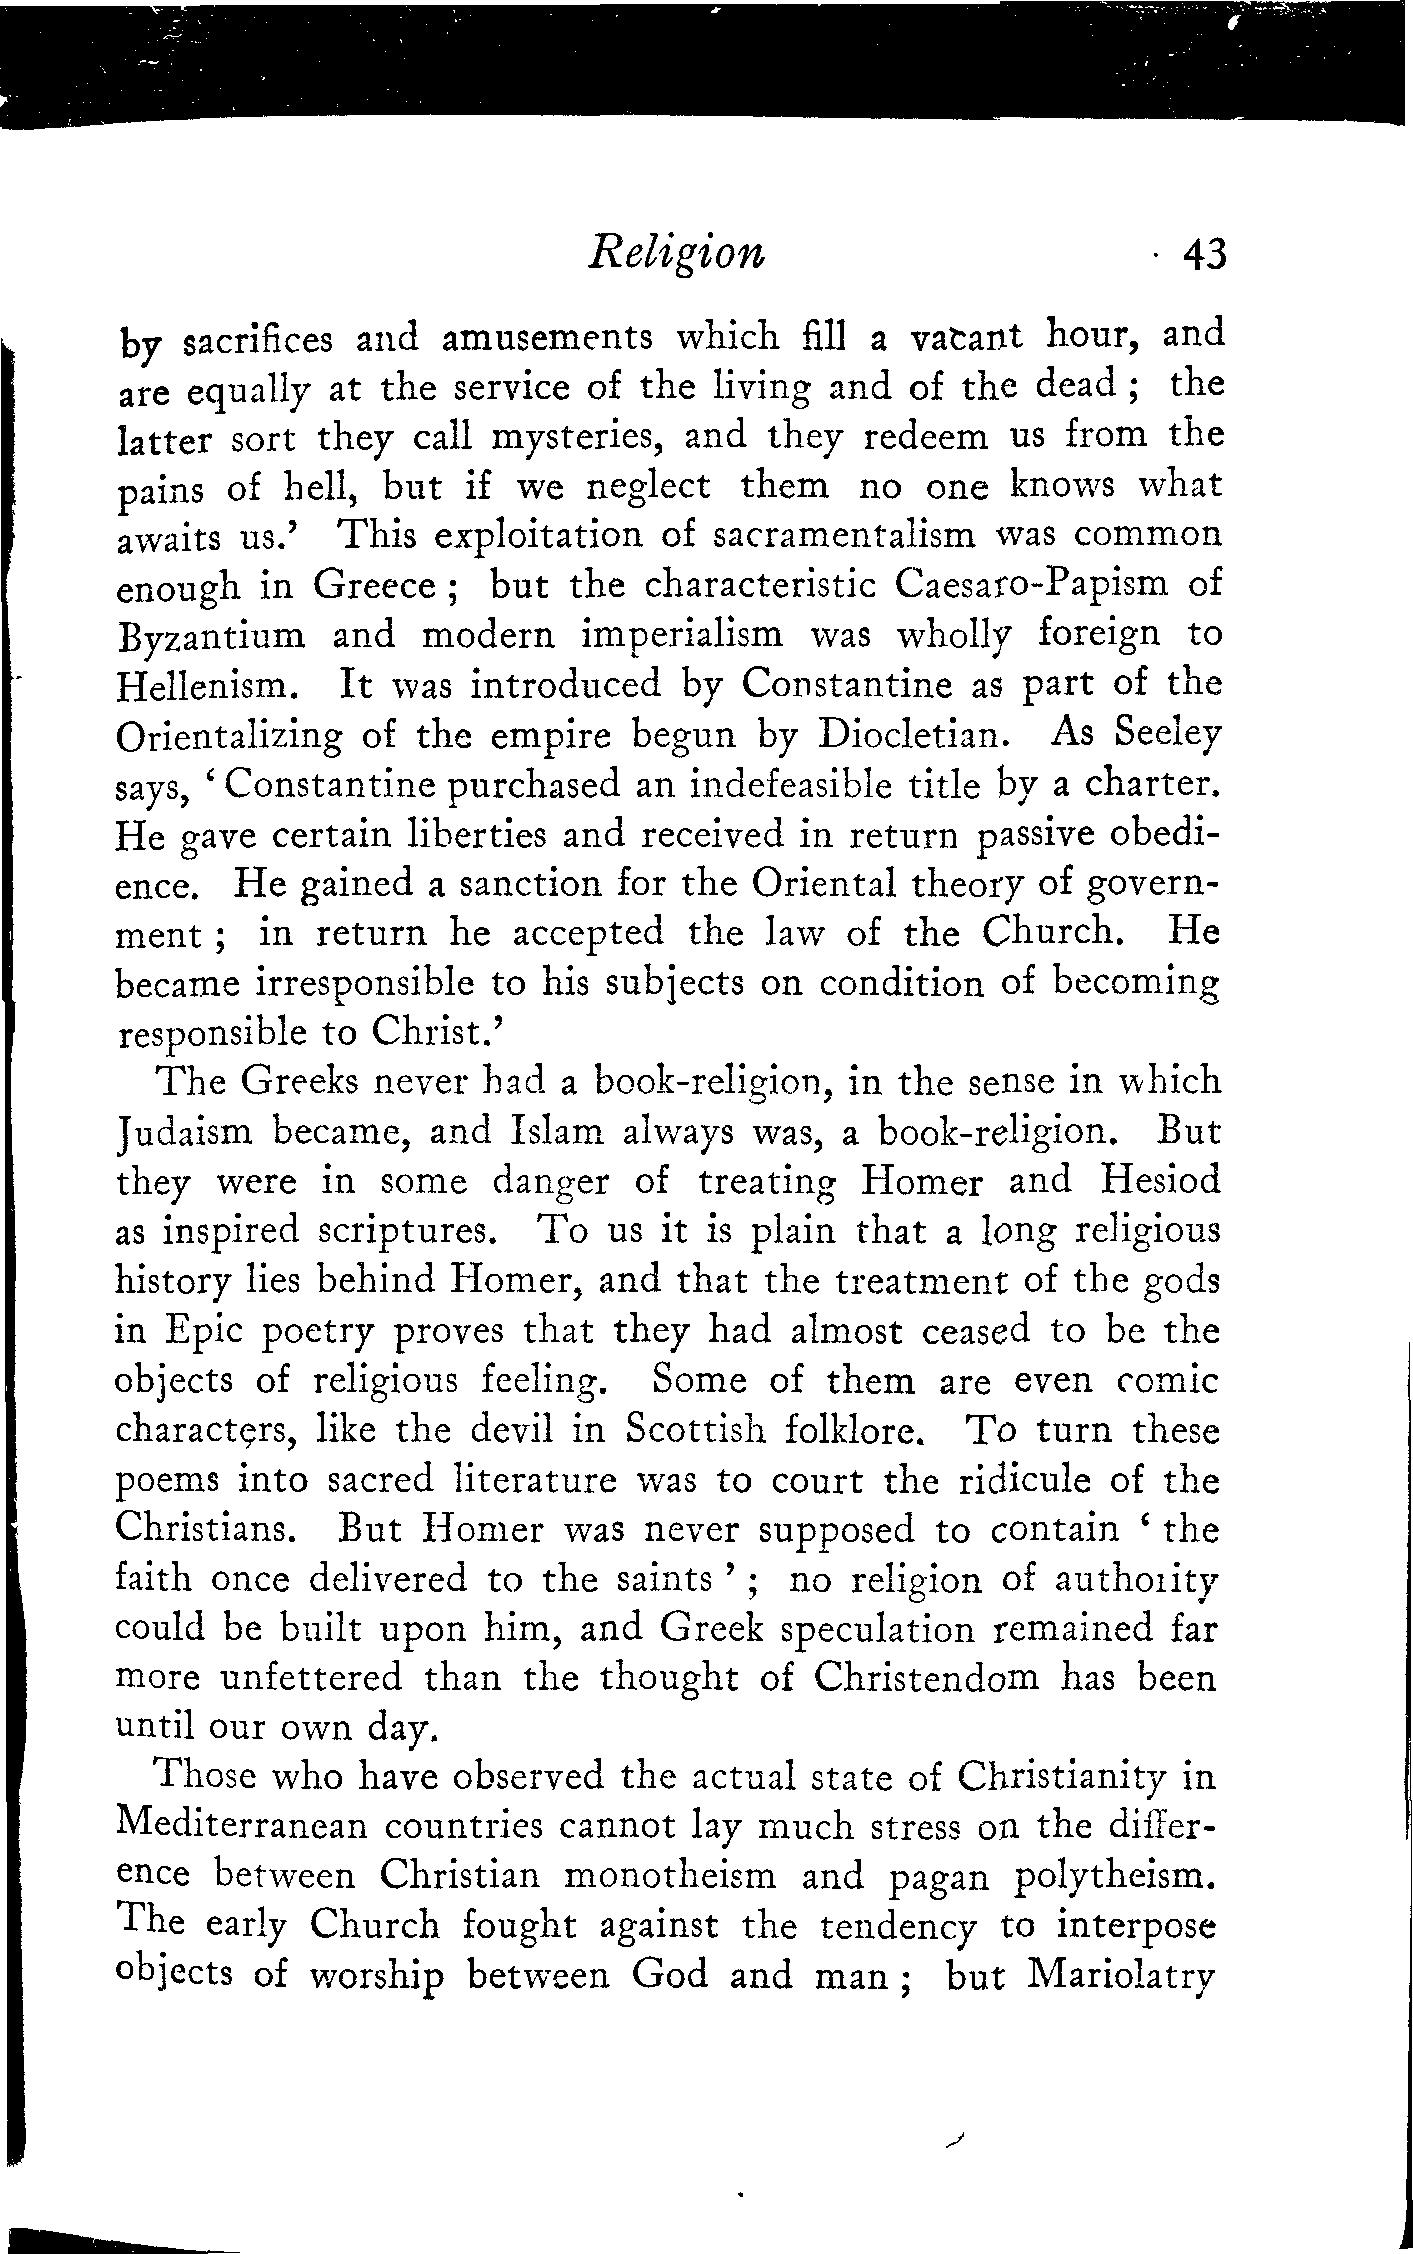 Religion 43
by sacrifices and amusements which fill a vacant hour, and
are equally at the service of the living and of the dead ; the
latter sort they call mysteries, and they redeem us from the
pains of hell, but if we neglect them no one knows what
awaits us.’ This exploitation of sacramentalism was common
enough in Greece ; but the characteristic Caesaro-Papism of
Byzantium and modern imperialism was wholly foreign to
Hellenism. It was introduced by Constantine as part of the
Orientalizing of the empire begun by Diocletian. As Seeley
says, ‘ Constantine purchased an indefeasible title by a charter.
He gave certain liberties and received in return passive obedi-
ence. He gained a sanction for the Oriental theory of govern-
ment ; in return he accepted the law of the Church. He
became irresponsible to his subjects on condition of becoming
responsible to Christ.’
The Greeks never had a book-religion, in the sense in which
Judaism became, and Islam always was, a book-religion. But
they were in some danger of treating Homer and Hesiod
as inspired scriptures. To us it is plain that a long religious
history lies behind Homer, and that the treatment of the gods
in Epic poetry proves that they had almost ceased to be the
objects of religious feeling. Some of them are even comic
characters, like the devil in Scottish folklore. To turn these
poems into sacred literature was to court the ridicule of the
Christians. But Homer was never supposed to contain ‘ the
faith once delivered to the saints ’ ; no religion of authority
could be built upon him, and Greek speculation remained far
more unfettered than the thought of Christendom has been
until our own day.
Those who have observed the actual state of Christianity in
Mediterranean countries cannot lay much stress on the differ-
ence between Christian monotheism and pagan polytheism.
The early Church fought against the tendency to interpose
objects of worship between God and man ; but Mariolatry